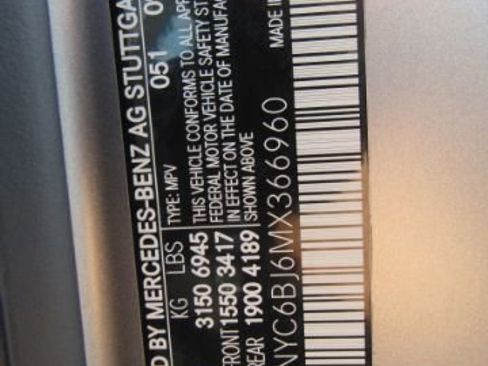 D BY MERCEDES-BENZ AG STUTTGA
051
KG LBS TYPE: MPV
3150 6945 THIS VEHICLE CONFORMS TO ALL APP
FEDERAL MOTOR VEHICLE SAFETY ST
FRONT 1550 3417 IN EFFECT ON THE DATE OF MANUFA
REAR 1900 4189 SHOWN ABOVE MADE IN
NYC6BJ6MX366960